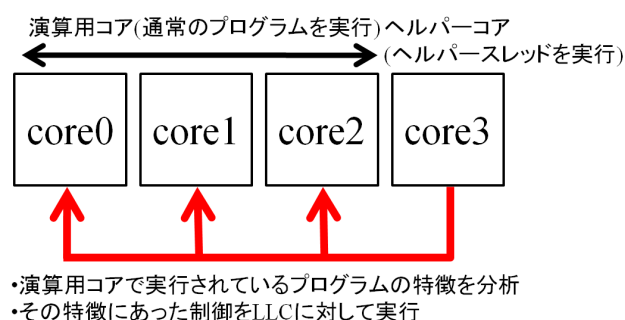 演算用コア(通常のプログラムを実行)ヘルパーコア
(ヘルパースレッドを実行)
core0 core1 core2 core3
•演算用コアで実行されているプログラムの特徴を分析
•その特徴にあった制御をLLCに対して実行